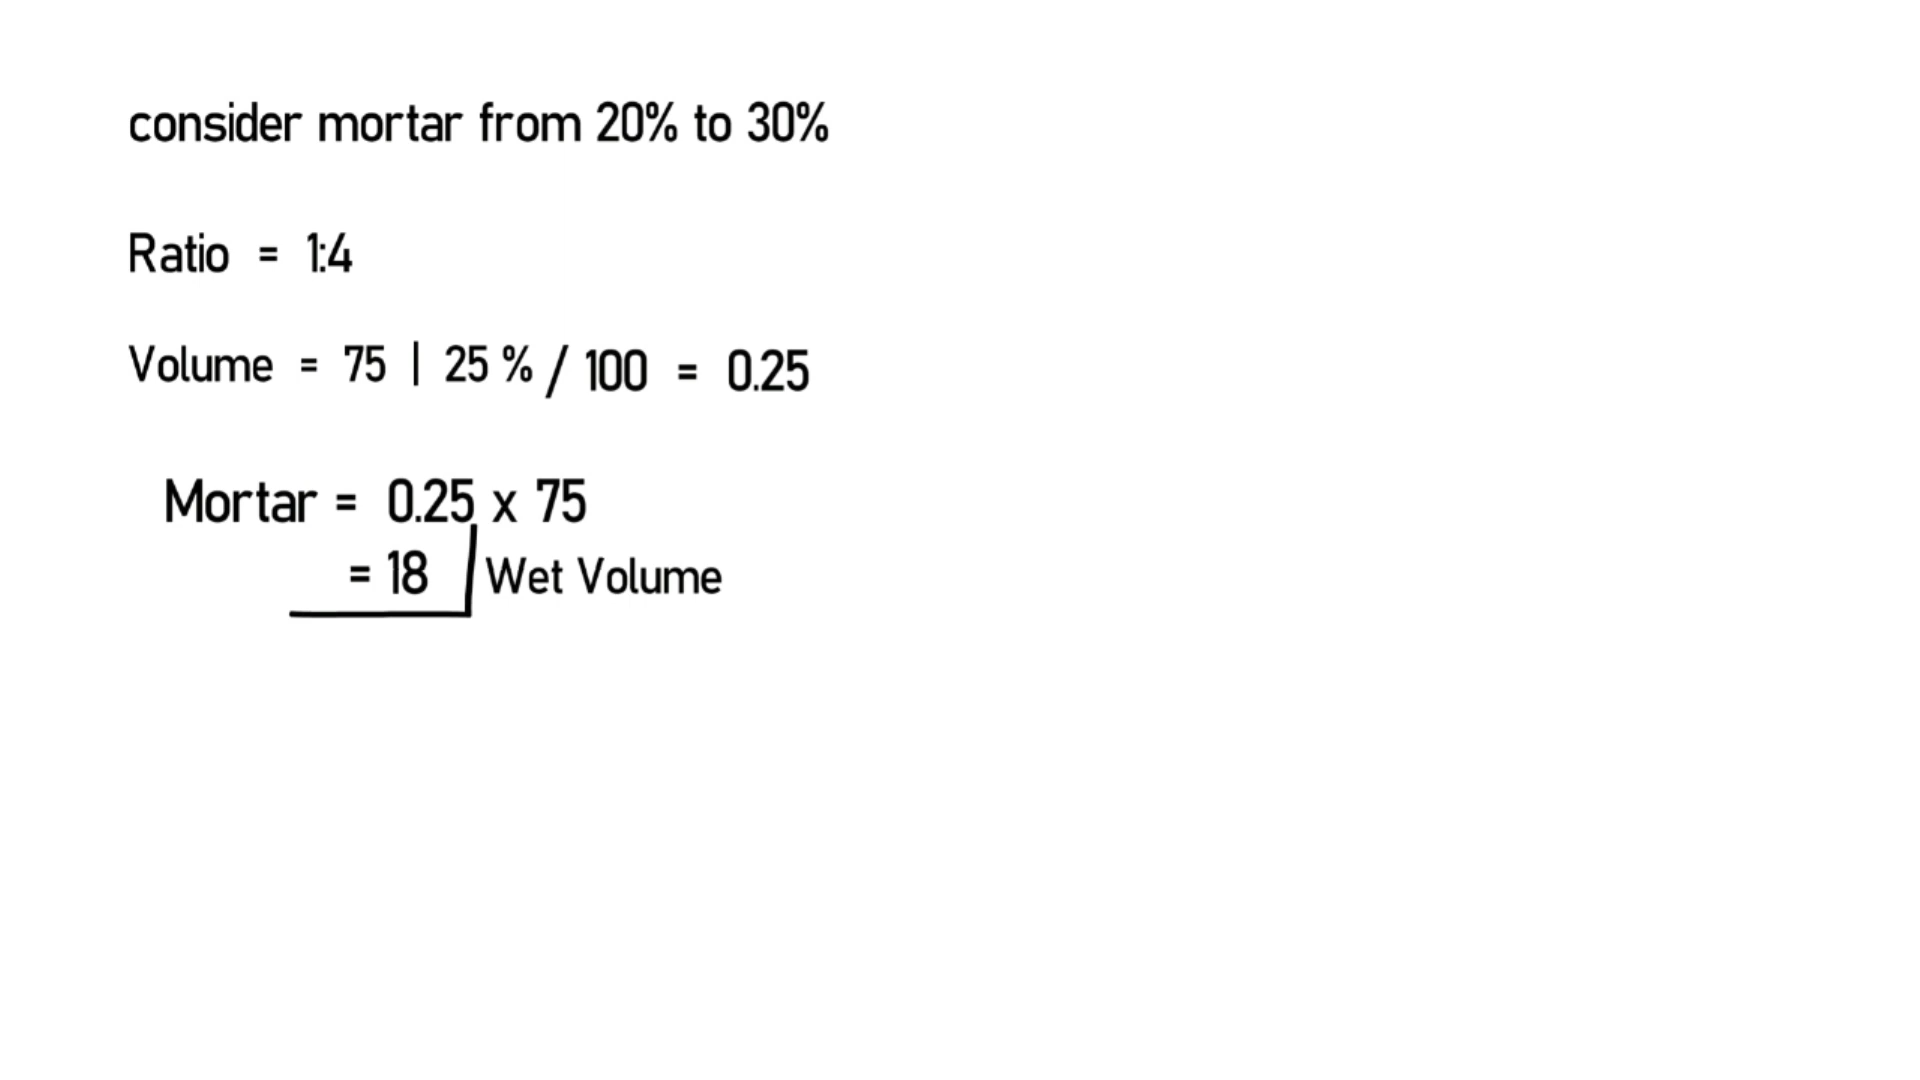 consider mortar from 20% to 30%
Ratio = 1:4
Volume = 75 | 25 % / 100 = 0.25
Mortar = 0.25 x 75
= 18 Wet Volume